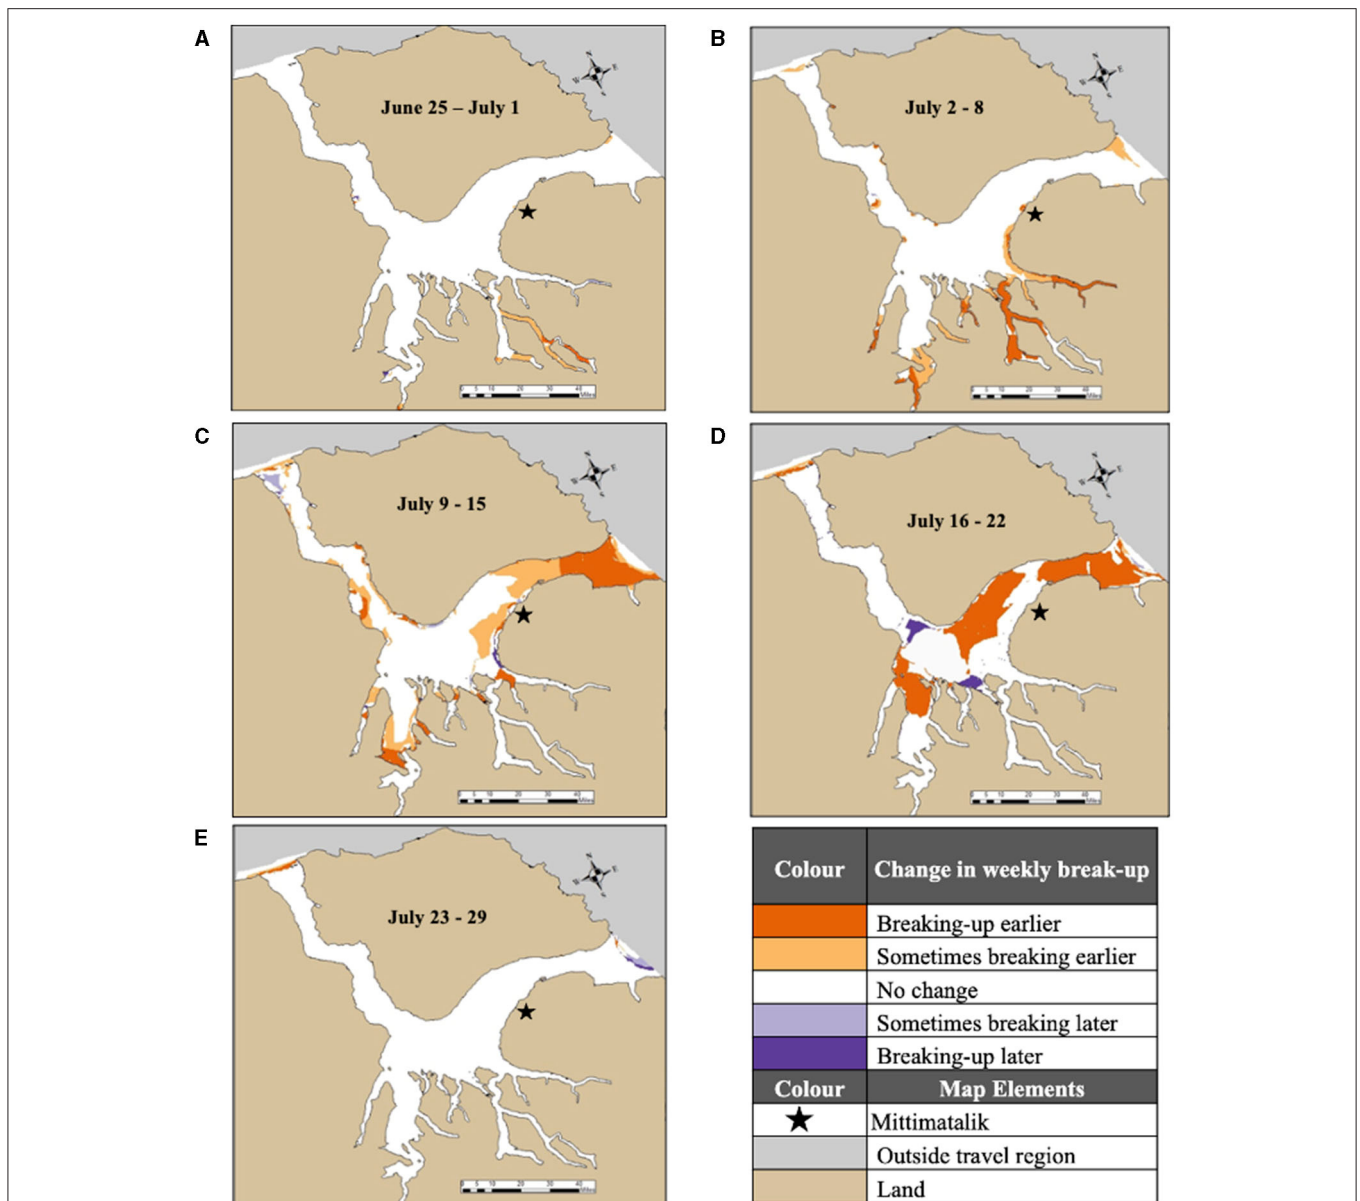 A
June 25 – July 1
B
July 2 - 8
C
July 9 - 15
D
July 16 - 22
E
July 23 - 29
Colour Change in weekly break-up
Breaking-up earlier
Sometimes breaking earlier
No change
Sometimes breaking later
Breaking-up later
Colour Map Elements
Mittimatalik
Outside travel region
Land